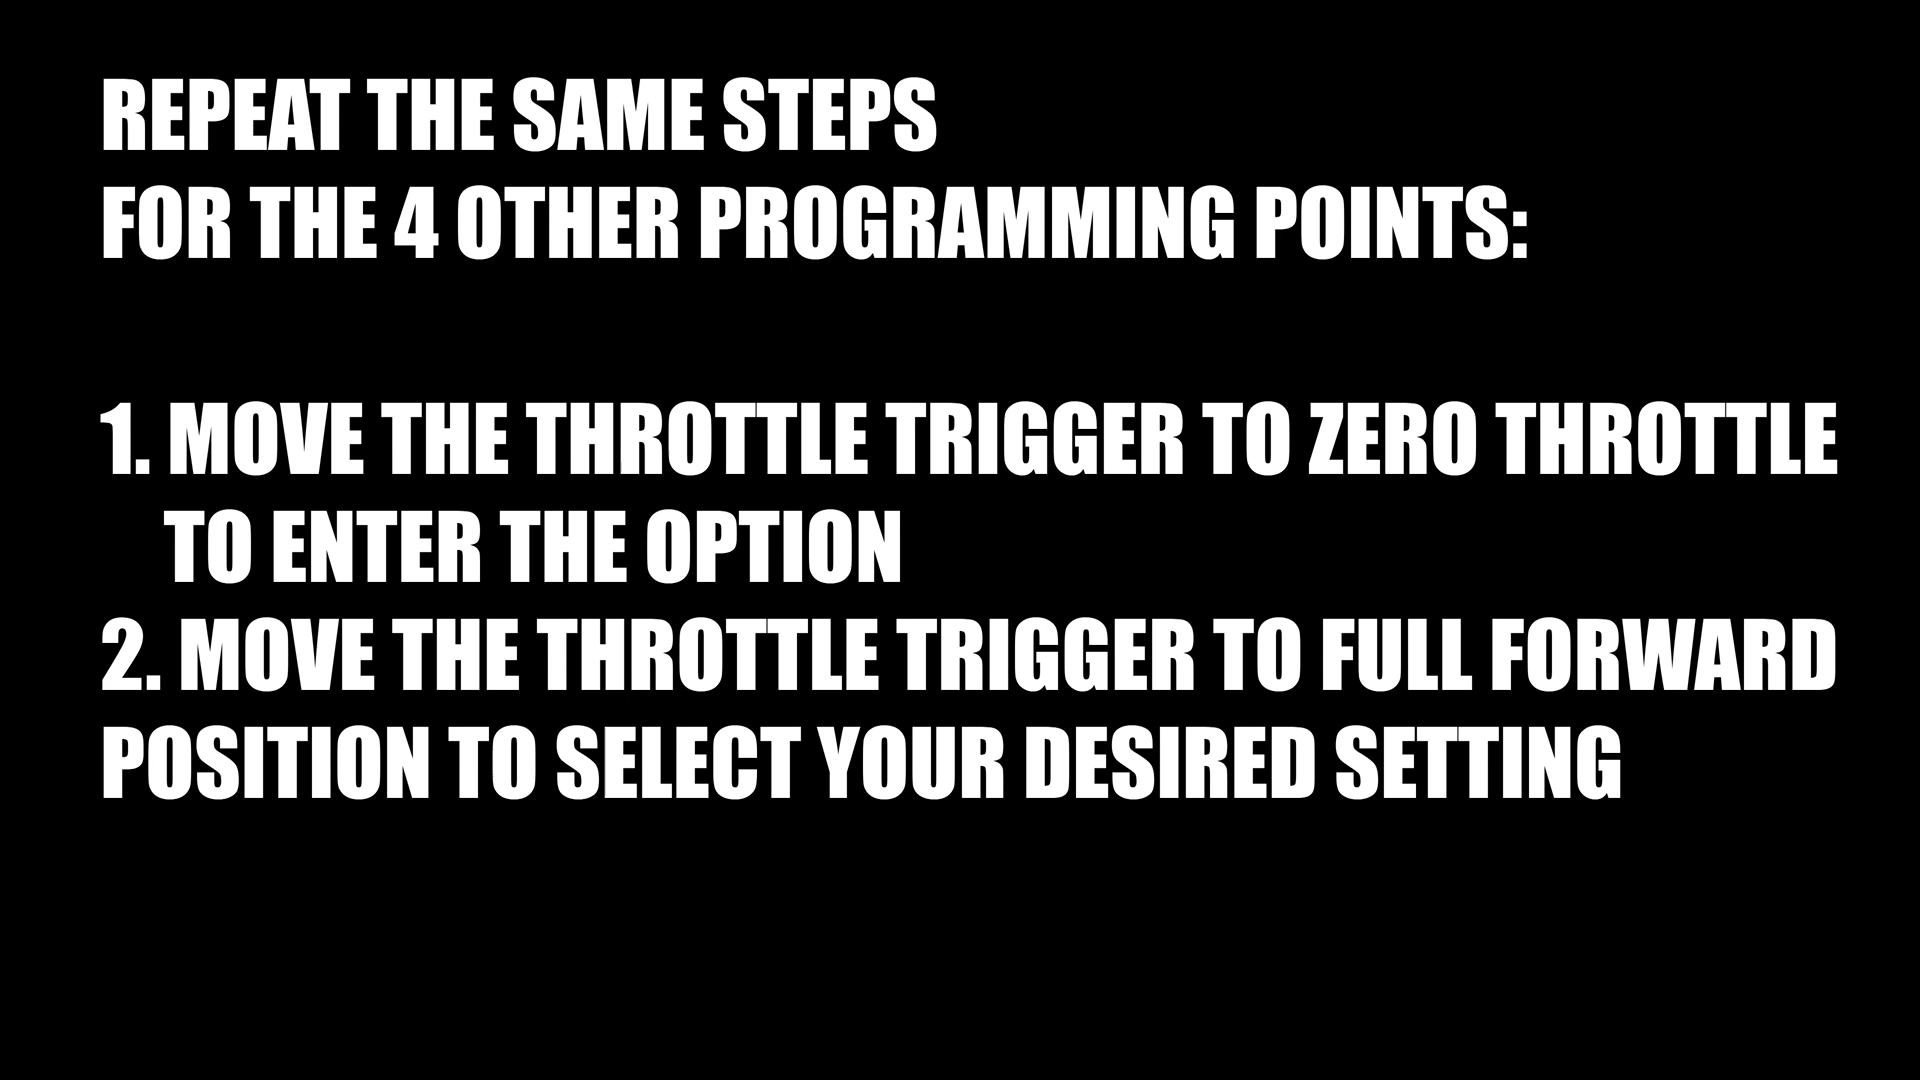 REPEAT THE SAME STEPS
FOR THE 4 OTHER PROGRAMMING POINTS:
1. MOVE THE THROTTLE TRIGGER TO ZERO THROTTLE
TO ENTER THE OPTION
2. MOVE THE THROTTLE TRIGGER TO FULL FORWARD
POSITION TO SELECT YOUR DESIRED SETTING